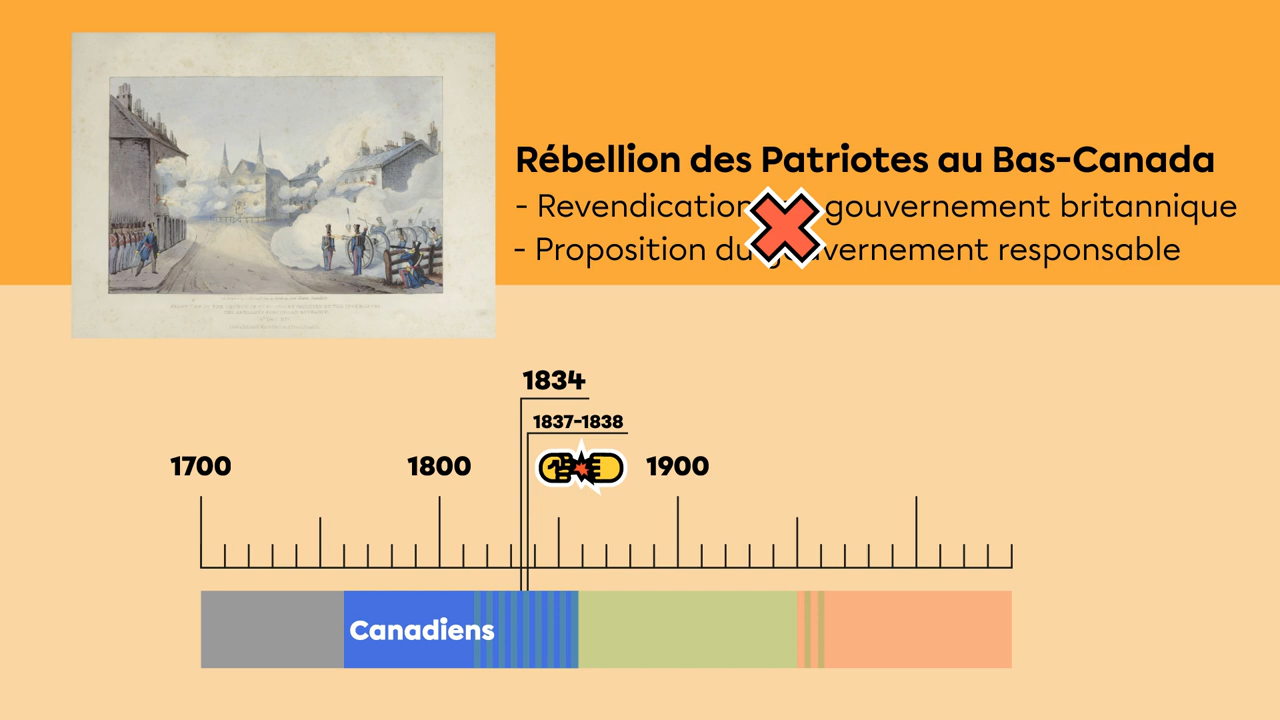 Rébellion des Patriotes au Bas-Canada
- Revendication gouvernement britannique
- Proposition du gouvernement responsable
1834
1837-1838
1700
1800
1900
Canadiens